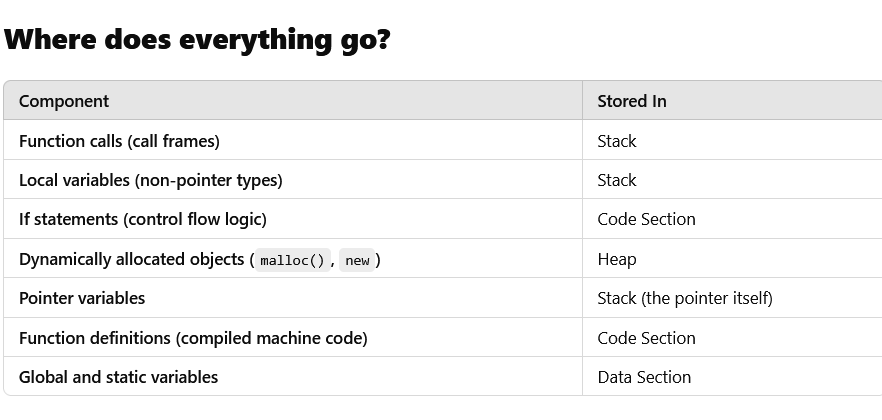 Where does everything go?
Component Stored In
Function calls (call frames) Stack
Local variables (non-pointer types) Stack
If statements (control flow logic) Code Section
Dynamically allocated objects ( malloc() , new ) Heap
Pointer variables Stack (the pointer itself)
Function definitions (compiled machine code) Code Section
Global and static variables Data Section